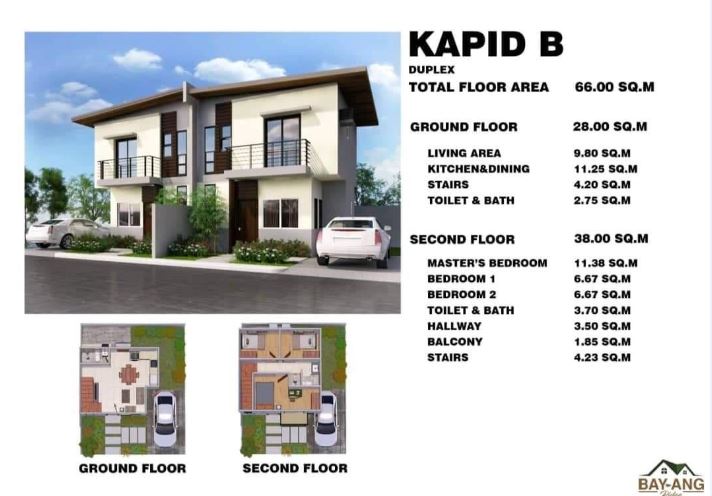 KAPID B
DUPLEX
TOTAL FLOOR AREA 66.00 SQ.M
GROUND FLOOR 28.00 SQ.M
LIVING AREA 9.80 SQ.M
KITCHEN&DINING 11.25 SQ.M
STAIRS 4.20 SQ.M
TOILET & BATH 2.75 SQ.M
SECOND FLOOR 38.00 SQ.M
MASTER'S BEDROOM 11.38 SQ.M
BEDROOM 1 6.67 SQ.M
BEDROOM 2 6.67 SQ.M
TOILET & BATH 3.70 SQ.M
HALLWAY 3.50 SQ.M
BALCONY 1.85 SQ.M
STAIRS 4.23 SQ.M
GROUND FLOOR
SECOND FLOOR
BAY-ANG